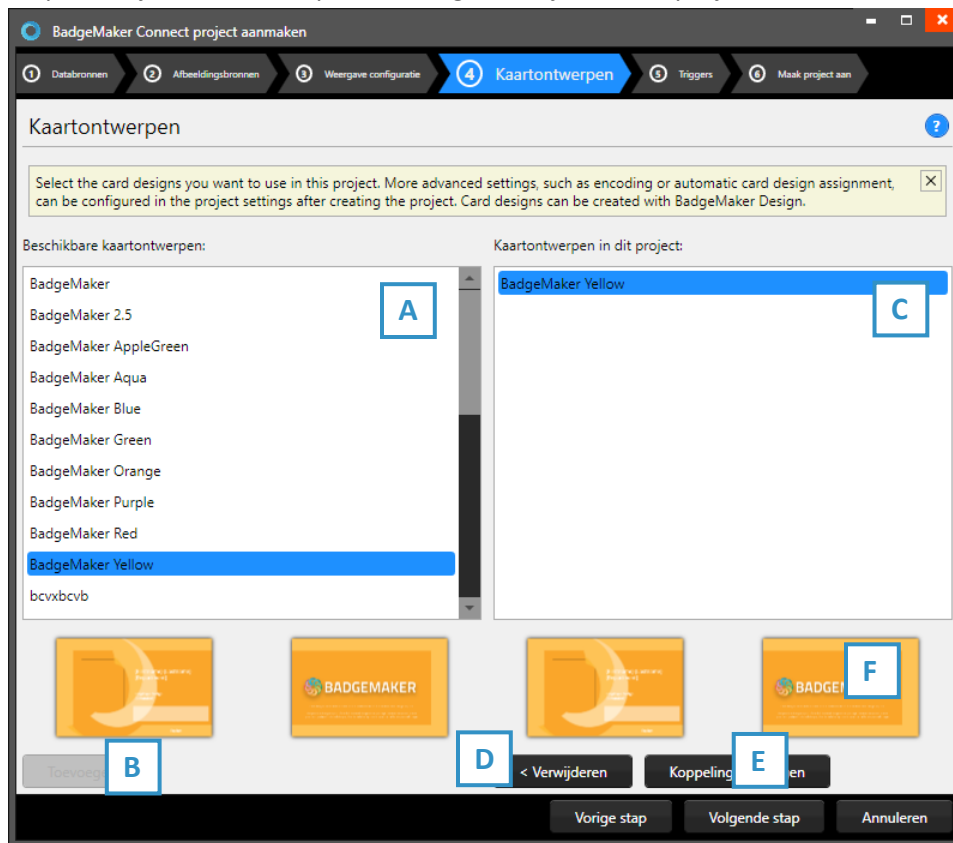 BadgeMaker Connect project aanmaken
1 Databronnen 2 Afbeeldingsbronnen 3 Weergave configuratie 4 Kaartontwerpen 5 Triggers 6 Maak project aan
Kaartontwerpen ?
Select the card designs you want to use in this project. More advanced settings, such as encoding or automatic card design assignment,
can be configured in the project settings after creating the project. Card designs can be created with BadgeMaker Design.
Beschikbare kaartontwerpen:
BadgeMaker
BadgeMaker 2.5
BadgeMaker AppleGreen
BadgeMaker Aqua
BadgeMaker Blue
BadgeMaker Green
BadgeMaker Orange
BadgeMaker Purple
BadgeMaker Red
BadgeMaker Yellow
bcvxbcvb
A
Kaartontwerpen in dit project:
BadgeMaker Yellow
C
BADGEMAKER
BADGE
F
B
D
< Verwijderen
Koppeling
E
en
Vorige stap Volgende stap Annuleren